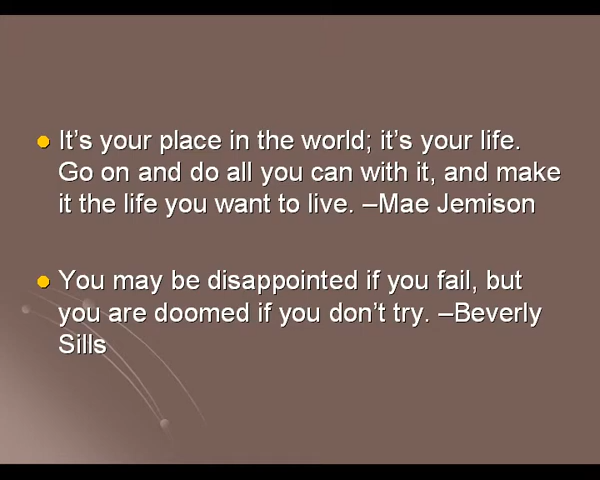 It's your place in the world; it's your life.
Go on and do all you can with it, and make
it the life you want to live. –Mae Jemison
You may be disappointed if you fail, but
you are doomed if you don't try. –Beverly
Sills